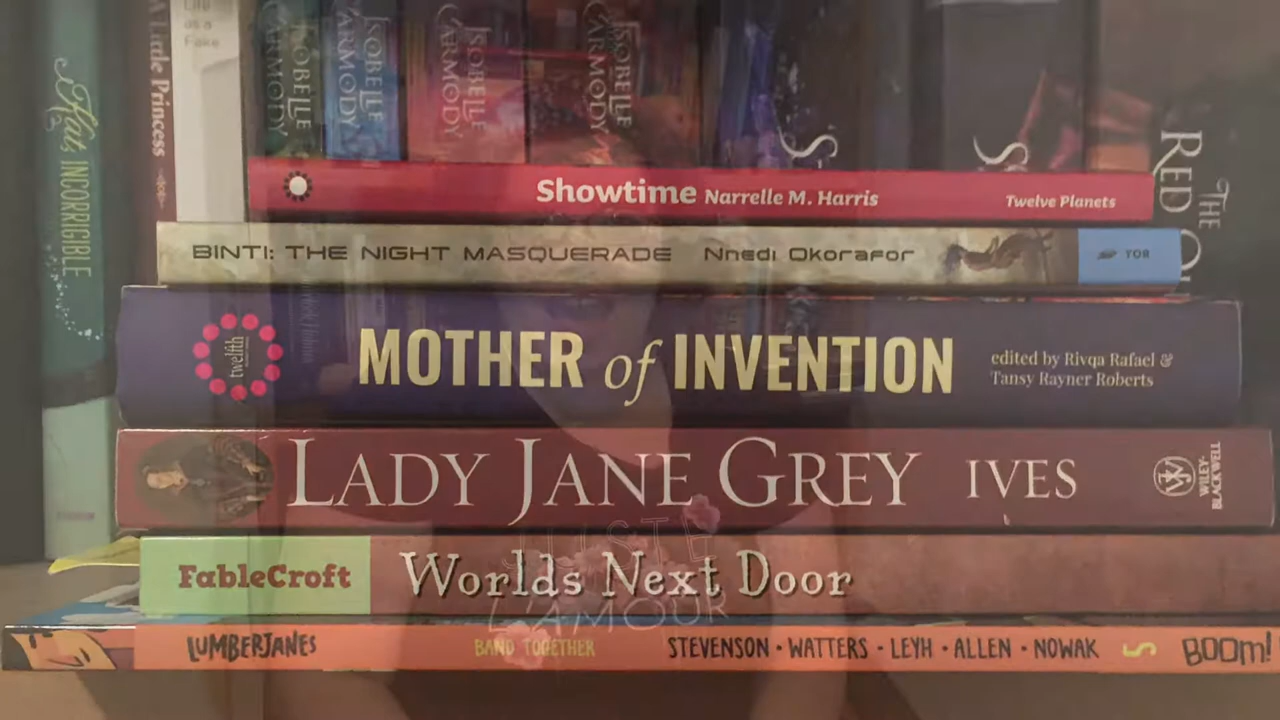 Hats INCORRIGIBLE
A Little Princess
Life
as a
Fake
ISOBELLE
CARMODY
ISOBELLE
CARMODY
ISOBELLE
CARMODY
ISOBELLE
CARMODY
THE
RED
Showtime Narrelle M. Harris Twelve Planets
BINTI: THE NIGHT MASQUERADE Nnedi Okorafor TOR
twelfth
MOTHER of INVENTION edited by Rivqa Rafael &
Tansy Rayner Roberts
LADY JANE GREY IVES WILEY-
BLACKWELL
JUSTE
FableCroft Worlds Next Door
L'AMOUR
LUMBERJANES BAND TOGETHER STEVENSON · WATTERS · LEYH · ALLEN · NOWAK 5 BOOM!